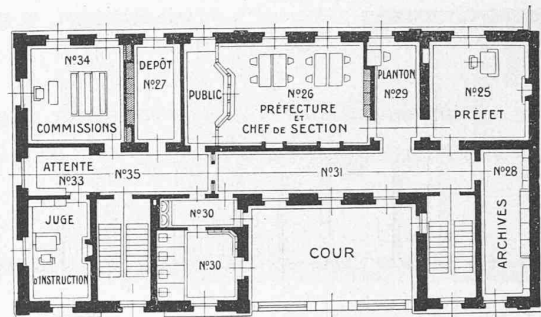 N°34
COMMISSIONS
DEPÔT
N°27
PUBLIC
N°26
PRÉFECTURE
ET
CHEF DE SECTION
PLANTON
N°29
N°25
PRÉFET
ATTENTE
N°33
N°35
N°31
N°28
ARCHIVES
JUGE
D'INSTRUCTION
N°30
N°30
COUR